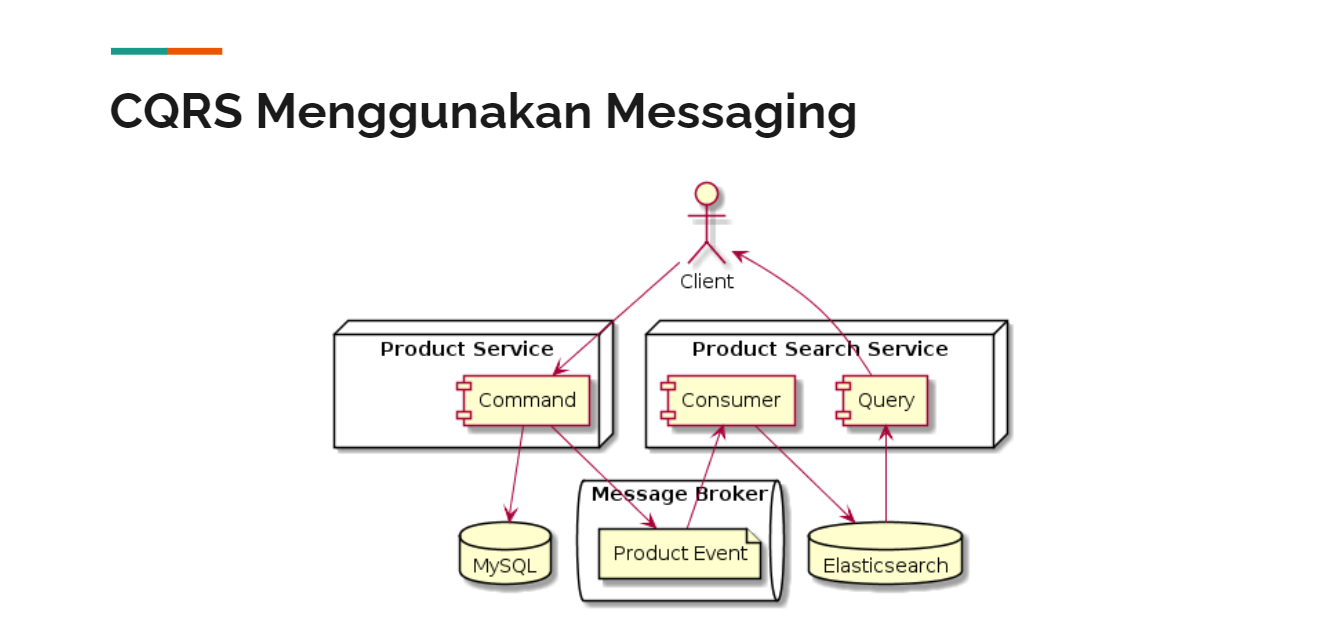 CQRS Menggunakan Messaging
Client
Product Service
Product Search Service
Command
Consumer
Query
Message Broker
Product Event
MySQL
Elasticsearch